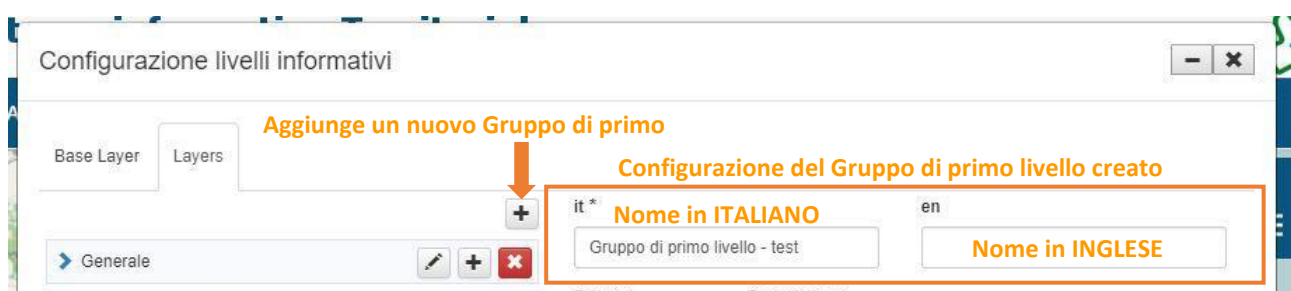 Configurazione livelli informativi
Aggiunge un nuovo Gruppo di primo
Base Layer Layers
Configurazione del Gruppo di primo livello creato
it * Nome in ITALIANO en
Gruppo di primo livello - test Nome in INGLESE
Generale